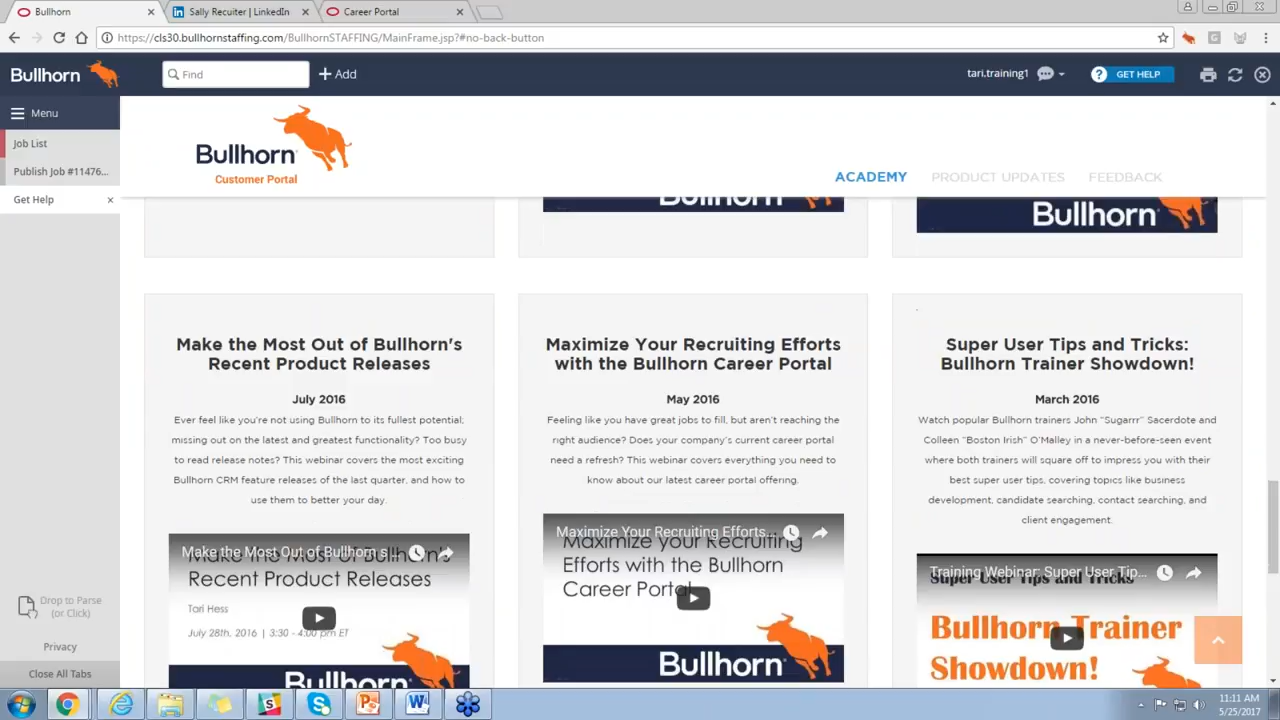 Bullhorn
Sally Recuiter | LinkedIn
Career Portal
https://cls30.bullhornstaffing.com/BullhornSTAFFING/MainFrame.jsp?#no-back-button
Bullhorn
Find
Add
tari.training1
GET HELP
Menu
Job List
Publish Job #11476...
Get Help
Bullhorn
Customer Portal
ACADEMY
PRODUCT UPDATES
FEEDBACK
Bullhorn
Bullhorn
Make the Most Out of Bullhorn's
Recent Product Releases
July 2016
Ever feel like you're not using Bullhorn to its fullest potential;
missing out on the latest and greatest functionality? Too busy
to read release notes? This webinar covers the most exciting
Bullhorn CRM feature releases of the last quarter, and how to
use them to better your day.
Make the Most Out of Bullhorn s ...
Make the Most Out of Bullhorn's
Recent Product Releases
Tari Hess
July 28th, 2016 | 3:30 - 4:00 pm ET
Bullhorn
Maximize Your Recruiting Efforts
with the Bullhorn Career Portal
May 2016
Feeling like you have great jobs to fill, but aren't reaching the
right audience? Does your company's current career portal
need a refresh? This webinar covers everything you need to
know about our latest career portal offering.
Maximize Your Recruiting Efforts...
Maximize your Recruiting
Efforts with the Bullhorn
Career Portal
Bullhorn
Super User Tips and Tricks:
Bullhorn Trainer Showdown!
March 2016
Watch popular Bullhorn trainers John "Sugarrr" Sacerdote and
Colleen "Boston Irish" O'Malley in a never-before-seen event
where both trainers will square off to impress you with their
best super user tips, covering topics like business
development, candidate searching, contact searching, and
client engagement.
Training Webinar: Super User Tip...
Super User Tips and Tricks
Bullhorn Trainer
Showdown!
Drop to Parse
(or Click)
Privacy
Close All Tabs
11:11 AM
5/25/2017